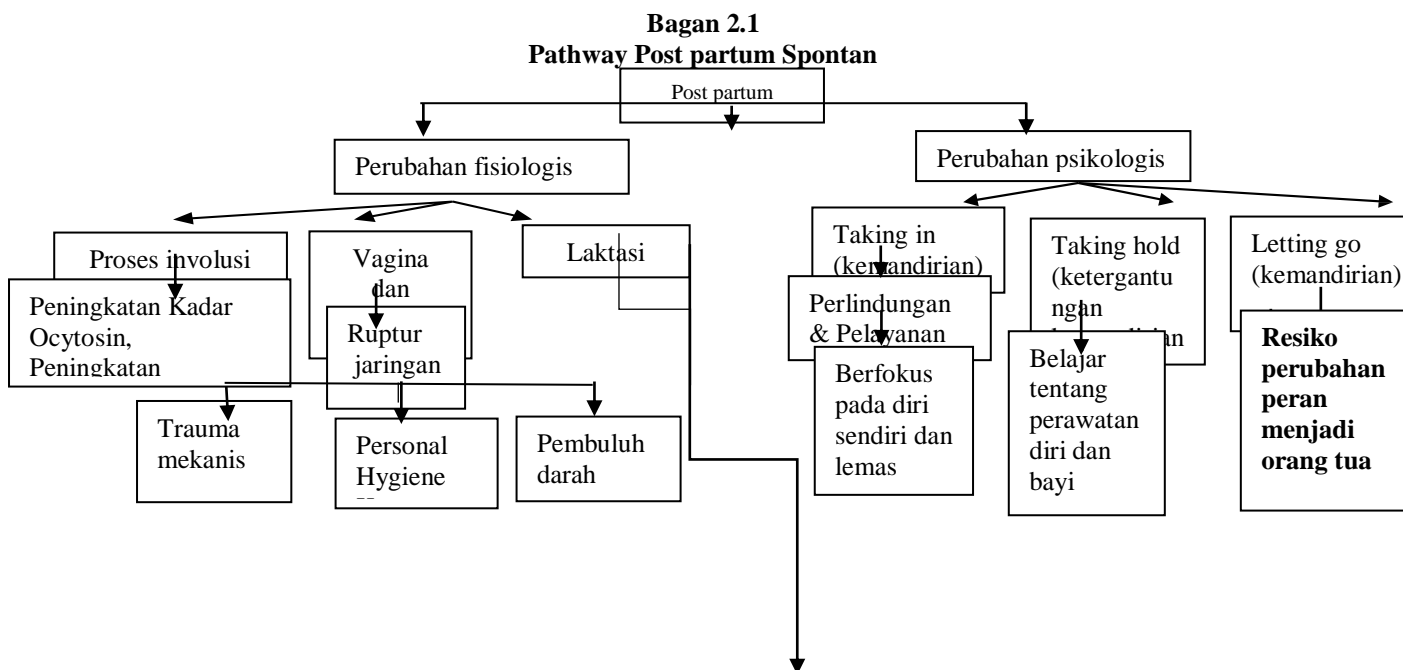 Bagan 2.1
Pathway Post partum Spontan
Post partum
Perubahan fisiologis
Perubahan psikologis
Proses involusi
Vagina
dan
Laktasi
Taking in
(kemandirian)
Taking hold
(ketergantu
ngan
Letting go
(kemandirian)
Peningkatan Kadar
Ocytosin,
Peningkatan
Ruptur
jaringan
Perlindungan
& Pelayanan
Trauma
mekanis
Personal
Hygiene
Pembuluh
darah
Berfokus
pada diri
sendiri dan
lemas
Belajar
tentang
perawatan
diri dan
bayi
Resiko
perubahan
peran
menjadi
orang tua